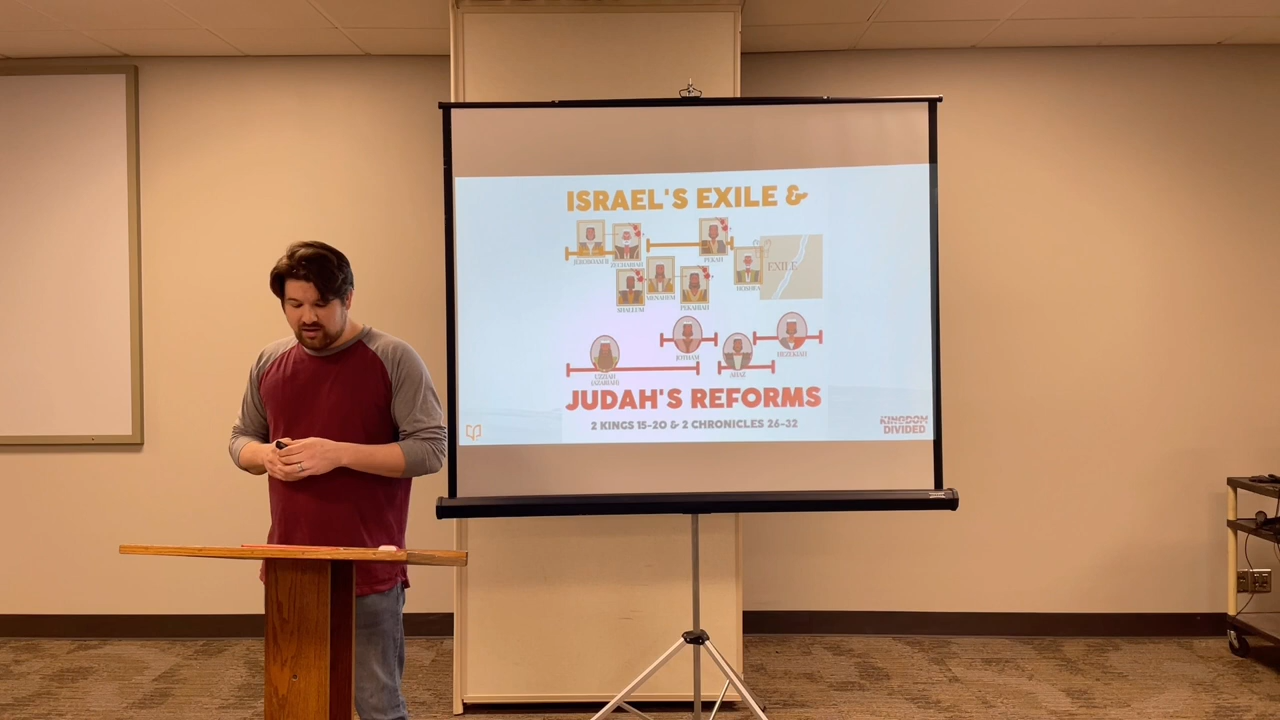 ISRAEL'S EXILE &
JEROBOAM II
ZECHARIAH
PEKAH
EXILE
HOSHEA
MENAHEM
SHALLUM
PEKAHIAH
JOTHAM
HEZEKIAH
UZZIAH
(AZARIAH)
AHAZ
JUDAH'S REFORMS
2 KINGS 15-20 & 2 CHRONICLES 26-32
KINGDOM
DIVIDED